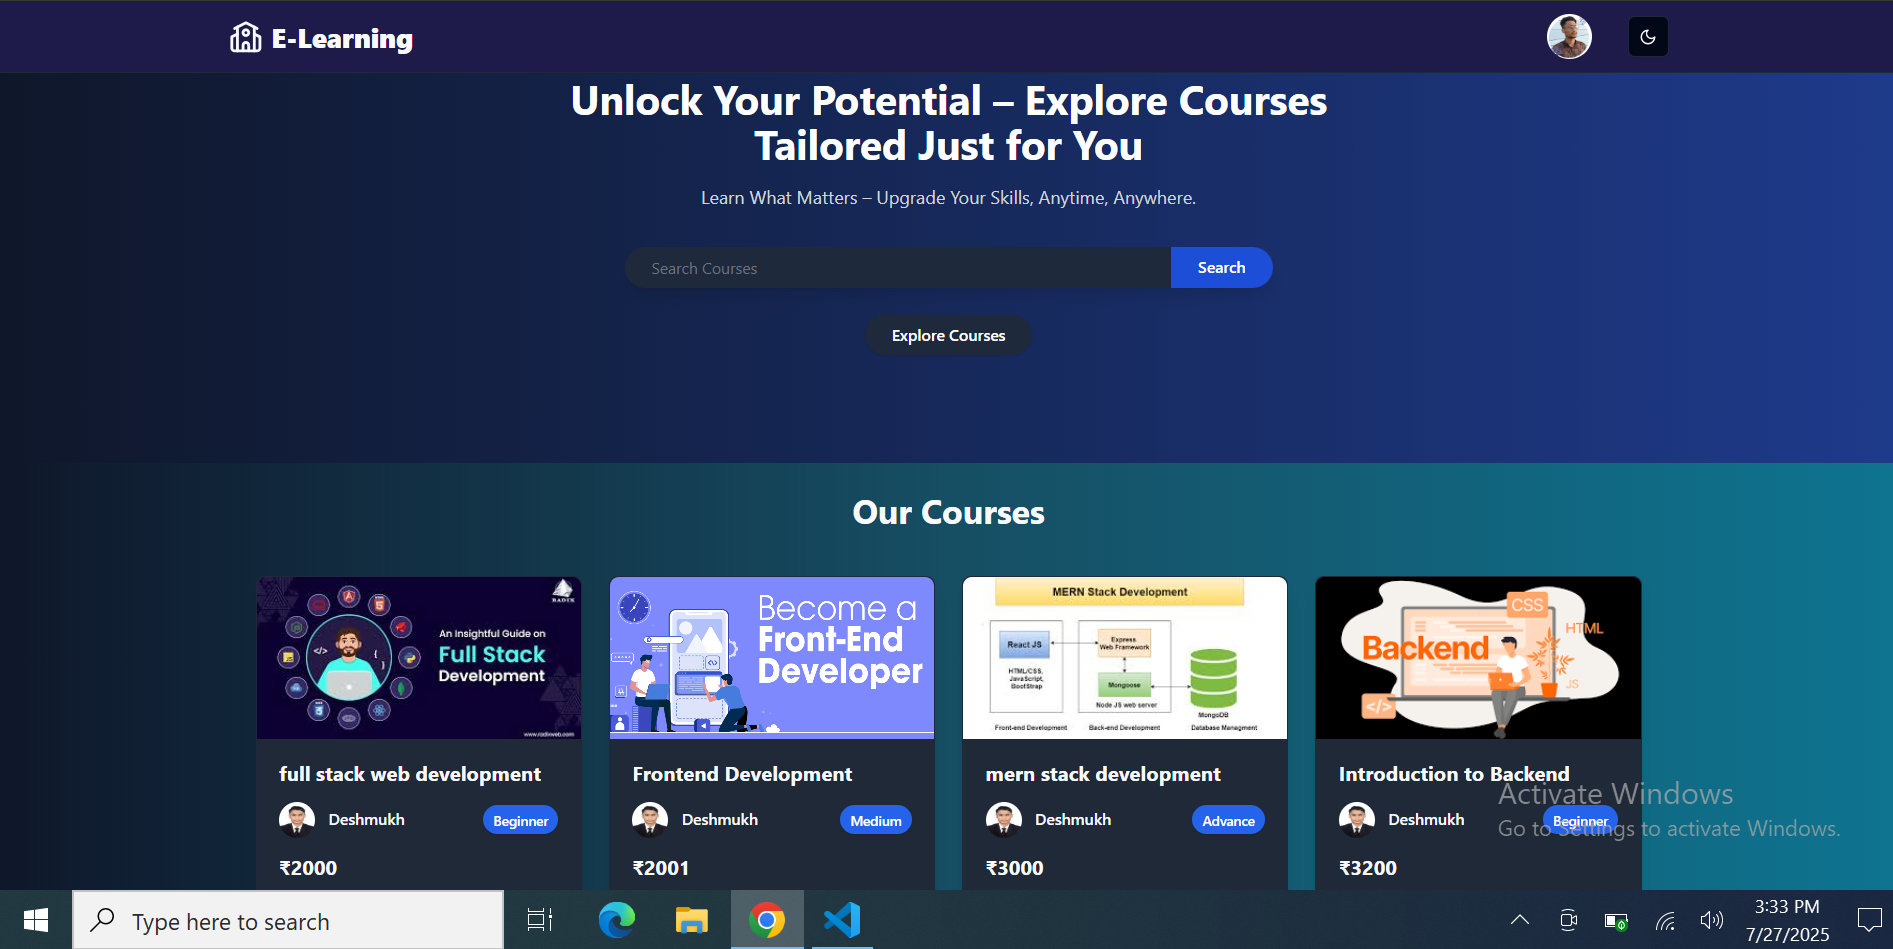 E-Learning
Unlock Your Potential – Explore Courses
Tailored Just for You
Learn What Matters – Upgrade Your Skills, Anytime, Anywhere.
Search Courses
Search
Explore Courses
Our Courses
RADIX
An Insightful Guide on
Full Stack
Development
www.radixweb.com
full stack web development
Deshmukh
Beginner
₹2000
Become a
Front-End
Developer
Frontend Development
Deshmukh
Medium
₹2001
MERN Stack Development
React JS
Express
Web Framework
HTML/CSS,
JavaScript,
BootStrap
Mongoose
Node JS web server
MongoDB
Front-end Development
Back-end Development
Database Managment
mern stack development
Deshmukh
Advance
₹3000
CSS
HTML
Backend
JS
</>
Introduction to Backend
Deshmukh
Beginner
₹3200
Activate Windows
Go to Settings to activate Windows.
Type here to search
3:33 PM
7/27/2025